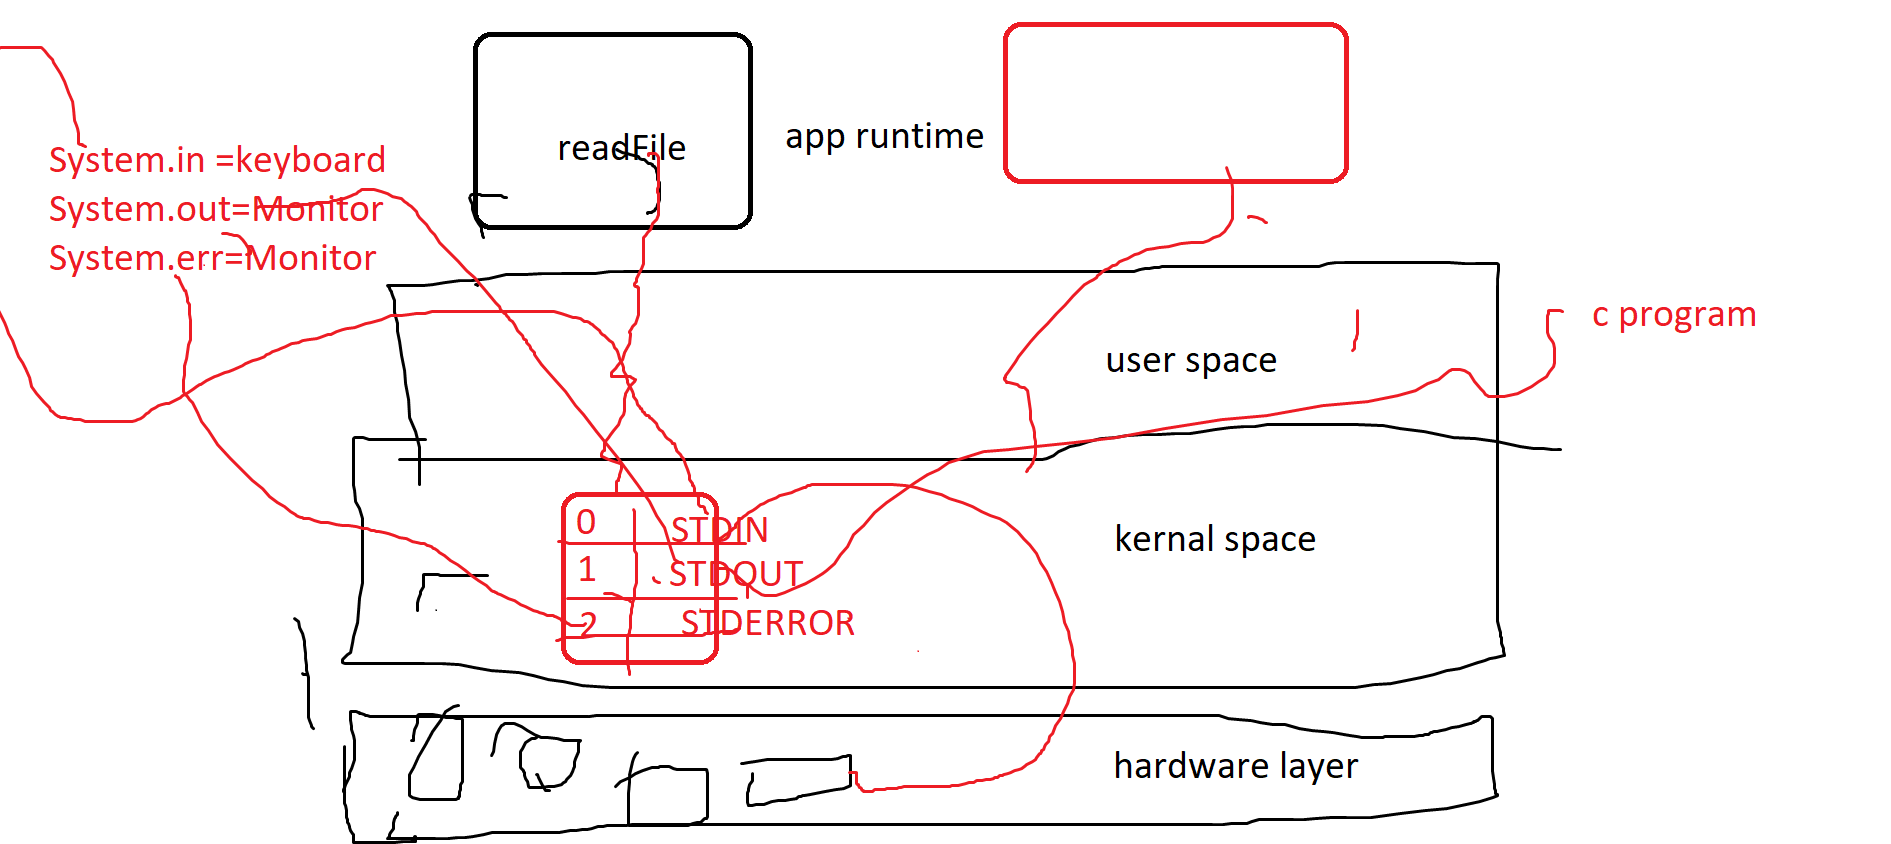 readFile
app runtime
System.in =keyboard
System.out=Monitor
System.err=Monitor
c program
user space
0 STDIN
kernal space
1 STDOUT
2 STDERROR
hardware layer